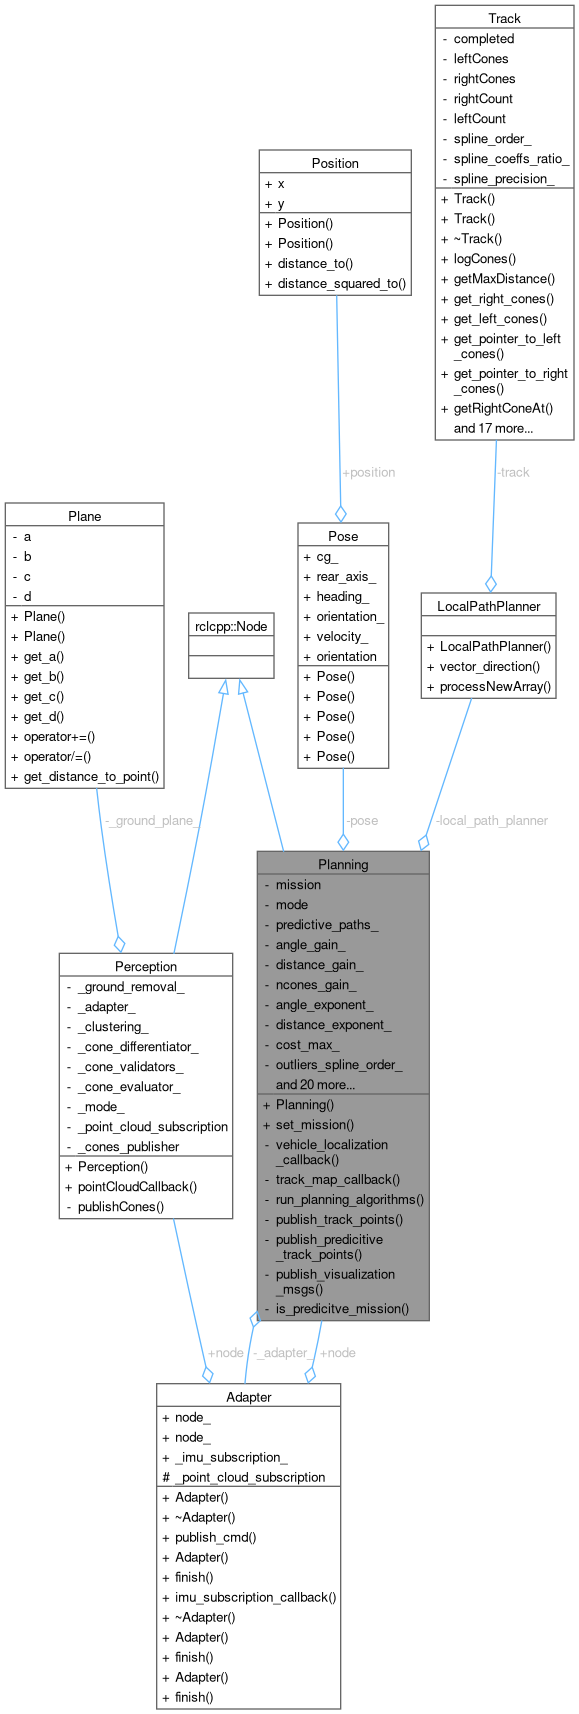 Track
- completed
- leftCones
- rightCones
- rightCount
- leftCount
- spline_order_
- spline_coeffs_ratio_
- spline_precision_
+ Track()
+ Track()
+ ~Track()
+ logCones()
+ getMaxDistance()
+ get_right_cones()
+ get_left_cones()
+ get_pointer_to_left
_cones()
+ get_pointer_to_right
_cones()
+ getRightConeAt()
and 17 more...
Position
+ x
+ y
+ Position()
+ Position()
+ distance_to()
+ distance_squared_to()
+position
-track
Plane
- a
- b
- c
- d
+ Plane()
+ Plane()
+ get_a()
+ get_b()
+ get_c()
+ get_d()
+ operator+=()
+ operator/=()
+ get_distance_to_point()
rclcpp::Node
Pose
+ cg_
+ rear_axis_
+ heading_
+ orientation_
+ velocity_
+ orientation
+ Pose()
+ Pose()
+ Pose()
+ Pose()
+ Pose()
LocalPathPlanner
+ LocalPathPlanner()
+ vector_direction()
+ processNewArray()
-_ground_plane_
-pose
-local_path_planner
Perception
- _ground_removal_
- _adapter_
- _clustering_
- _cone_differentiator_
- _cone_validators_
- _cone_evaluator_
- _mode_
- _point_cloud_subscription
- _cones_publisher
+ Perception()
+ pointCloudCallback()
- publishCones()
Planning
- mission
- mode
- predictive_paths_
- angle_gain_
- distance_gain_
- ncones_gain_
- angle_exponent_
- distance_exponent_
- cost_max_
- outliers_spline_order_
and 20 more...
+ Planning()
+ set_mission()
- vehicle_localization
_callback()
- track_map_callback()
- run_planning_algorithms()
- publish_track_points()
- publish_predicitive
_track_points()
- publish_visualization
_msgs()
- is_predicitve_mission()
+node
-_adapter_
+node
Adapter
+ node_
+ node_
+ _imu_subscription_
# _point_cloud_subscription
+ Adapter()
+ ~Adapter()
+ publish_cmd()
+ Adapter()
+ finish()
+ imu_subscription_callback()
+ ~Adapter()
+ Adapter()
+ finish()
+ Adapter()
+ finish()